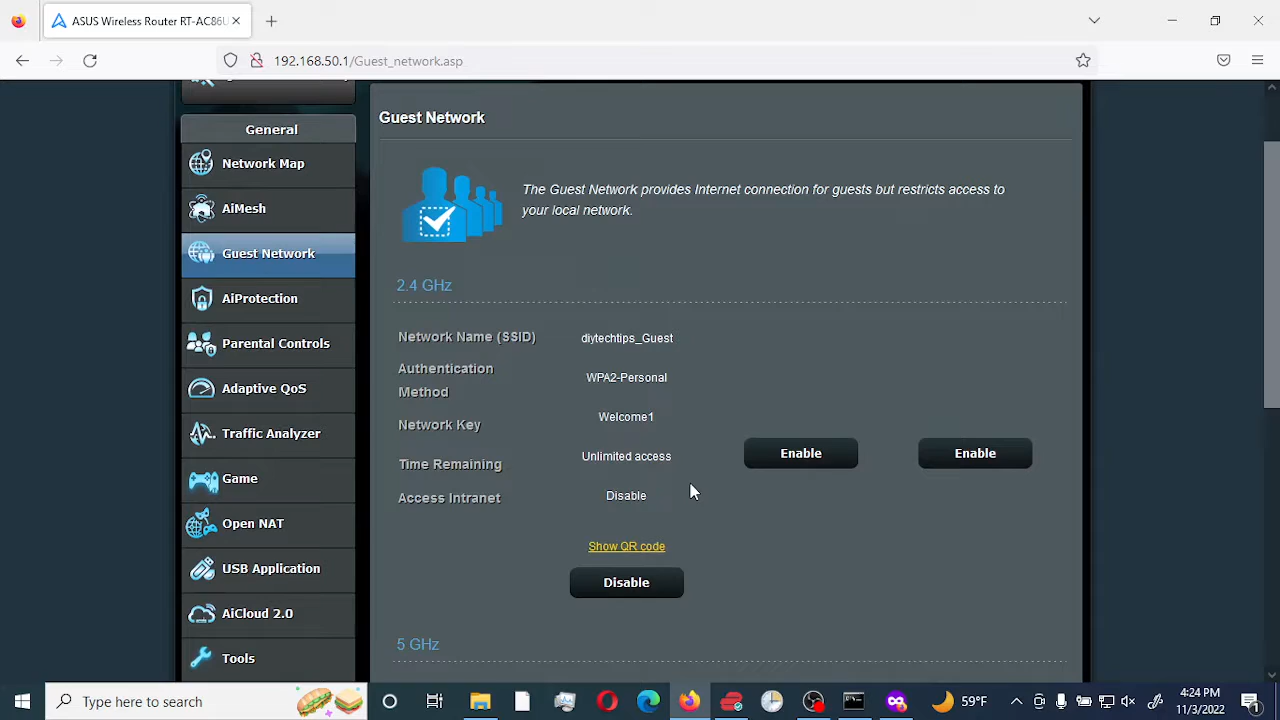 ASUS Wireless Router RT-AC86U
192.168.50.1/Guest_network.asp
General
Network Map
AiMesh
Guest Network
AiProtection
Parental Controls
Adaptive QoS
Traffic Analyzer
Game
Open NAT
USB Application
AiCloud 2.0
Tools
Guest Network
The Guest Network provides Internet connection for guests but restricts access to
your local network.
2.4 GHz
Network Name (SSID) diytechtips_Guest
Authentication
Method
WPA2-Personal
Network Key Welcome1
Time Remaining Unlimited access
Access Intranet Disable
Enable
Enable
Show QR code
Disable
5 GHz
Type here to search
59°F
4:24 PM
11/3/2022
1